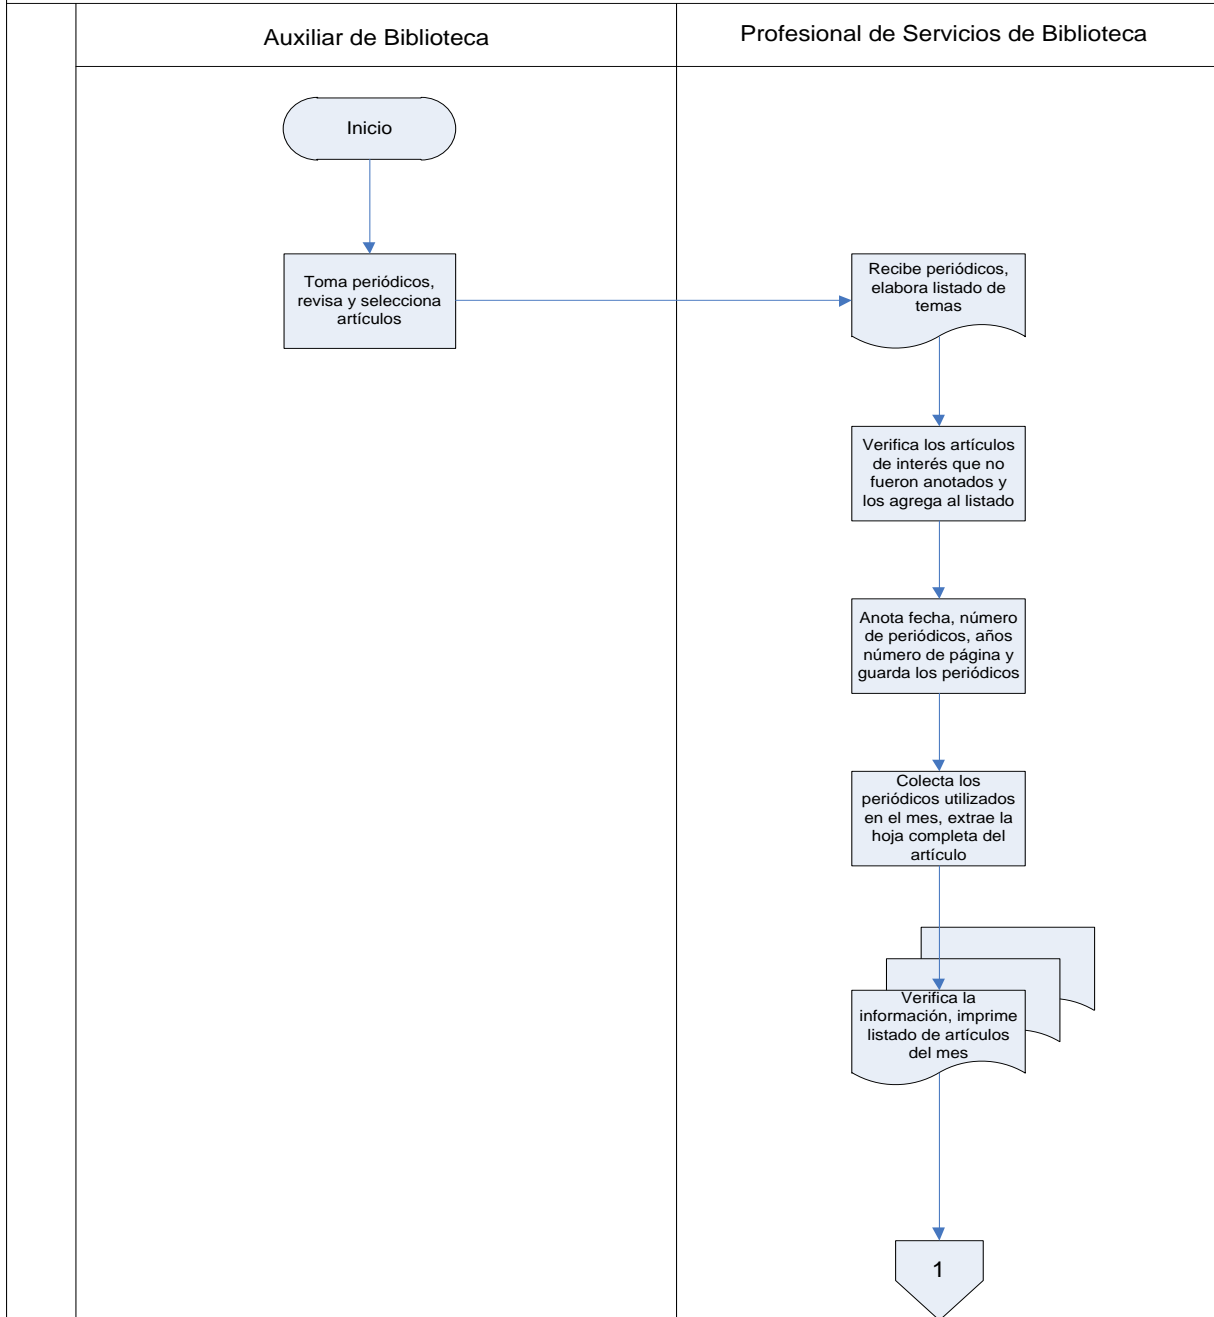 Auxiliar de Biblioteca
Profesional de Servicios de Biblioteca
Inicio
Toma periódicos,
revisa y selecciona
artículos
Recibe periódicos,
elabora listado de
temas
Verifica los artículos
de interés que no
fueron anotados y
los agrega al listado
Anota fecha, número
de periódicos, años
número de página y
guarda los periódicos
Colecta los
periódicos utilizados
en el mes, extrae la
hoja completa del
artículo
Verifica la
información, imprime
listado de artículos
del mes
1